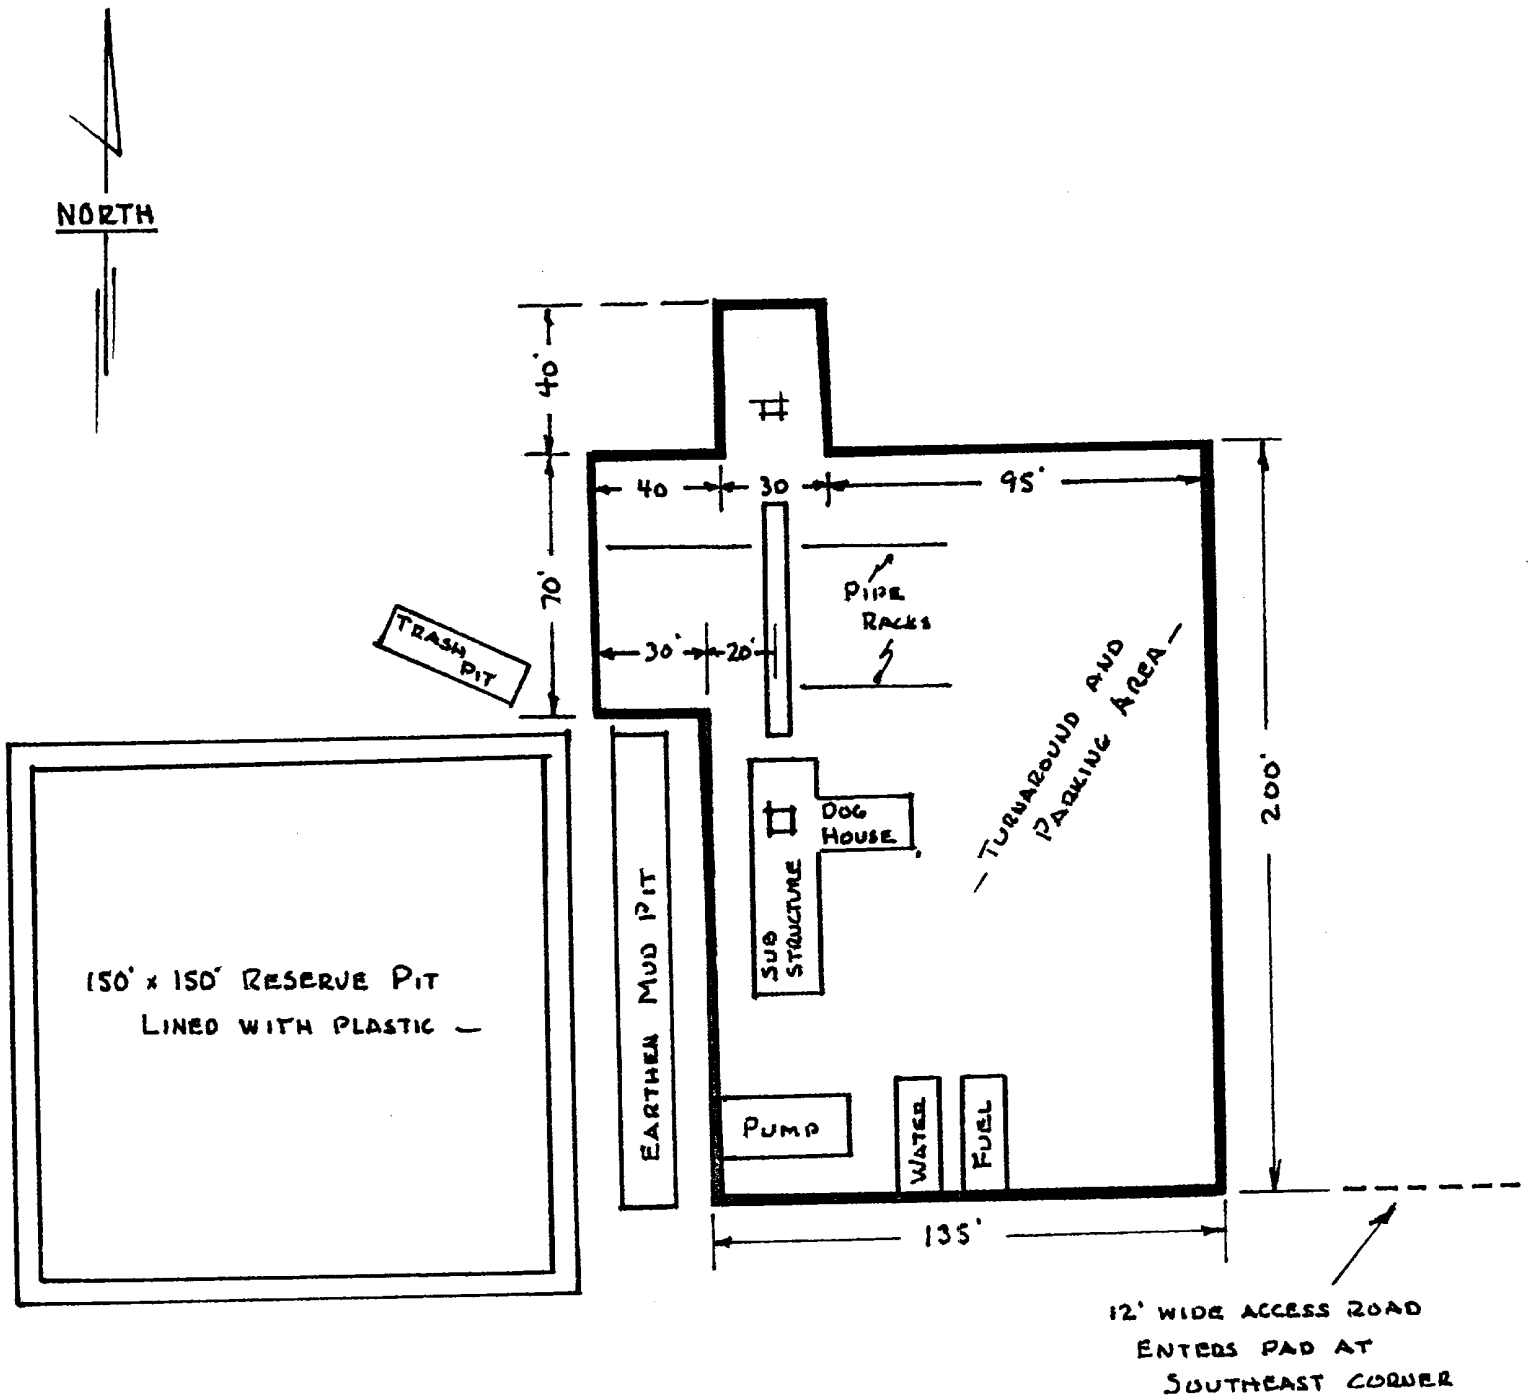 NORTH
40'
40
30
95'
70'
PIPE
RACKS
TRASH
PIT
30'
20'
TURNAROUND AND
PARKING AREA
200'
DOG
HOUSE
SUB
STRUCTURE
EARTHEN MUD PIT
150' x 150' RESERVE PIT
LINED WITH PLASTIC
PUMP
WATER
FUEL
135'
12' WIDE ACCESS ROAD
ENTERS PAD AT
SOUTHEAST CORNER